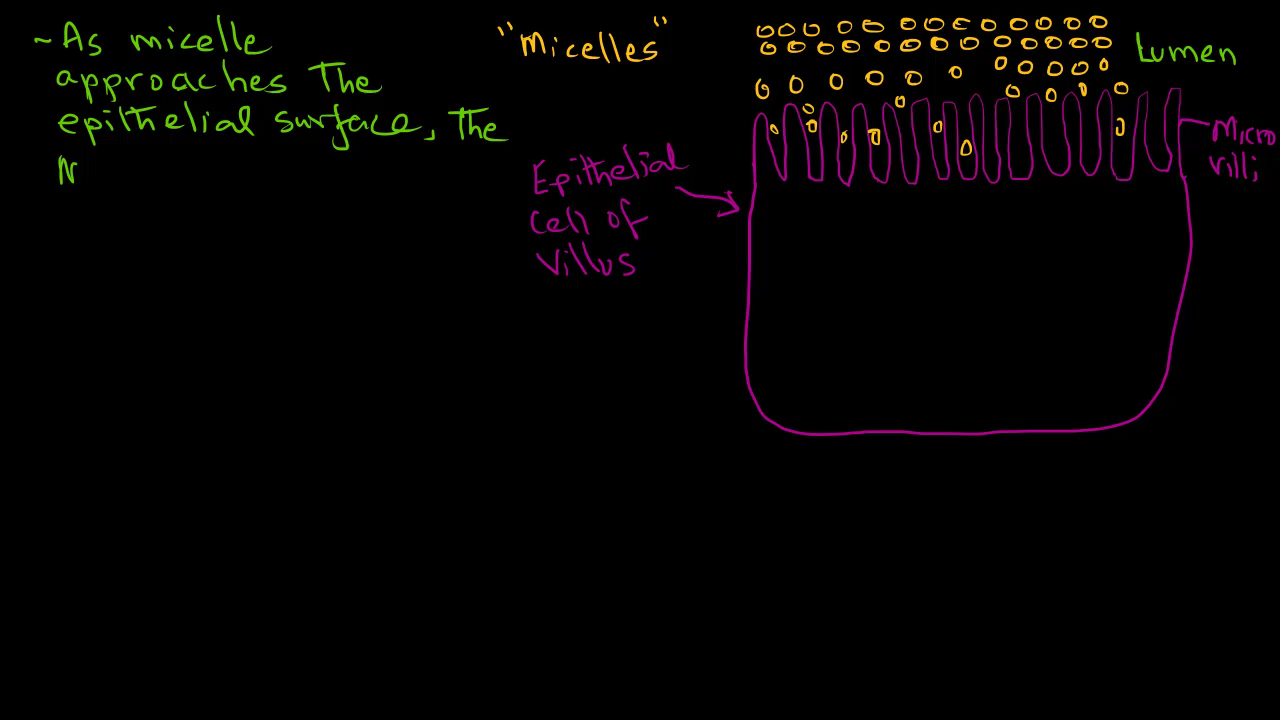 ~ As micelle
approaches The
epithelial surface, The
"Micelles"
Lumen
Micro
villi
Epithelial
Cell of
Villus